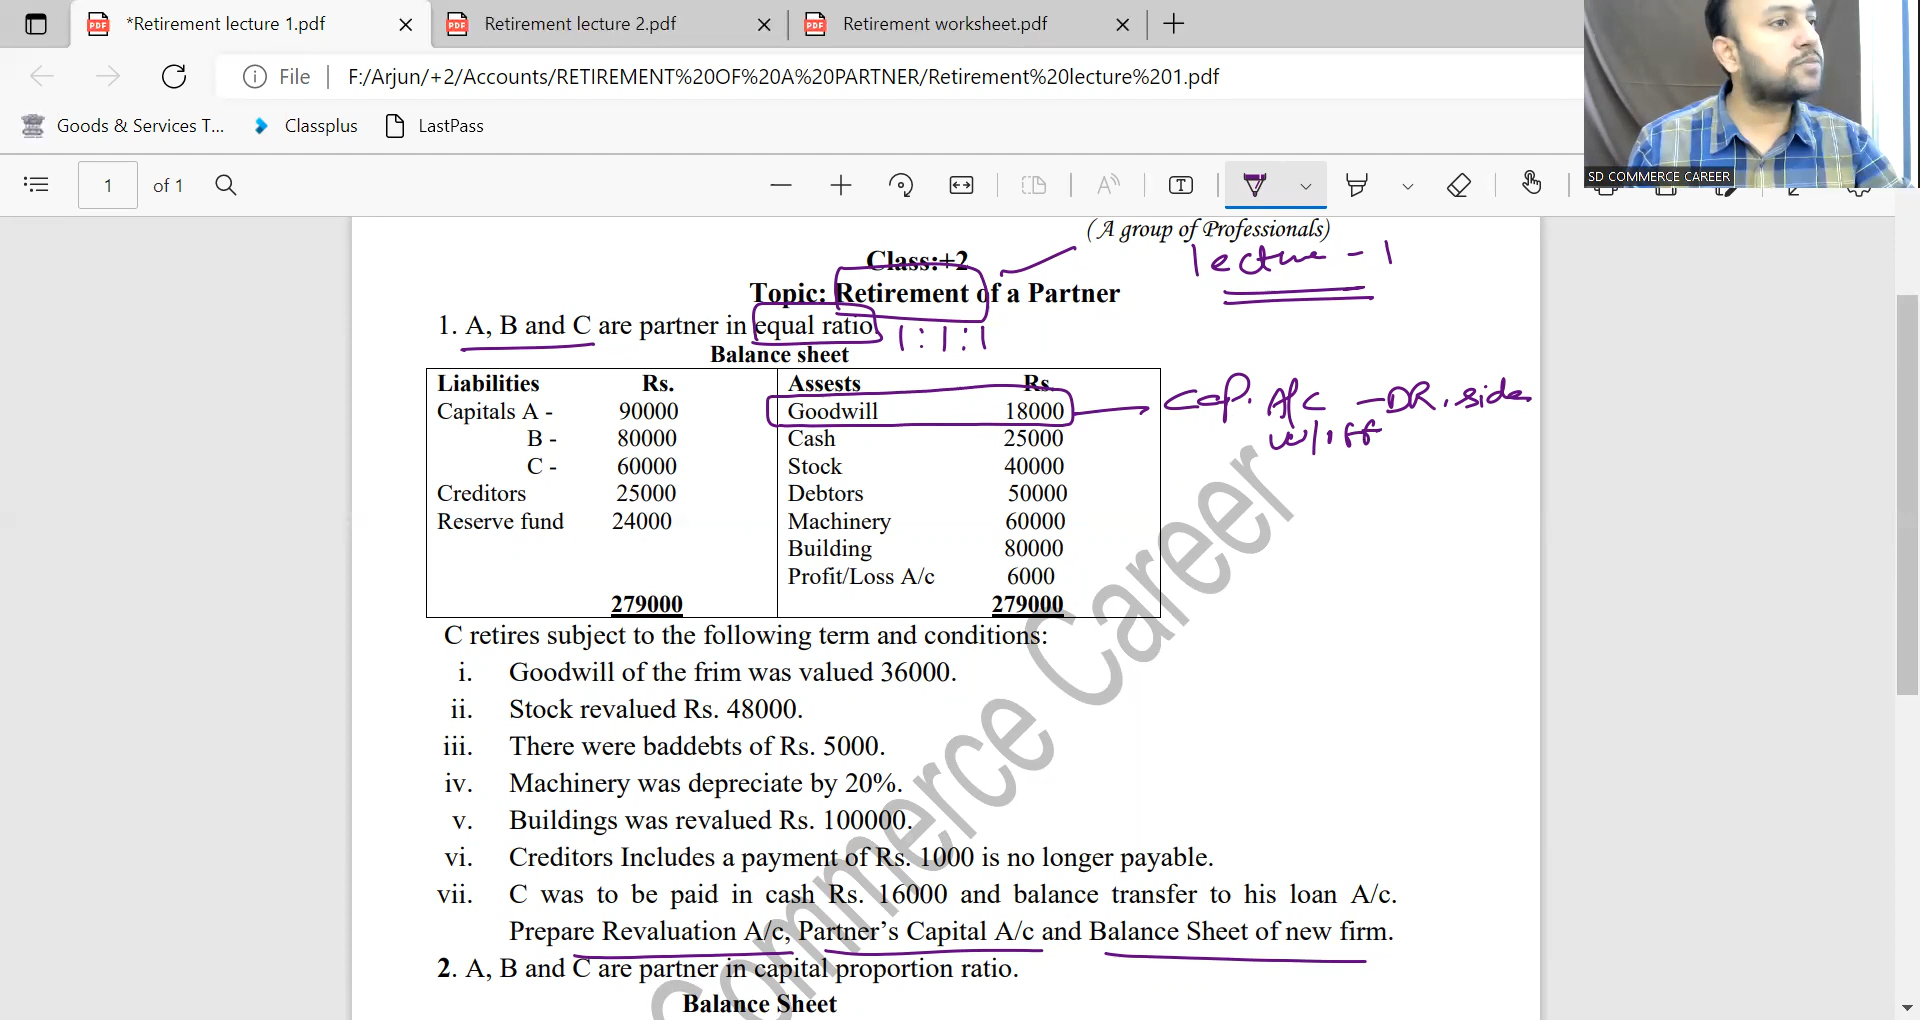 *Retirement lecture 1.pdf
Retirement lecture 2.pdf
Retirement worksheet.pdf
File
F:/Arjun/+2/Accounts/RETIREMENT%20OF%20A%20PARTNER/Retirement%20lecture%201.pdf
Goods & Services T...
Classplus
LastPass
1
of 1
SD COMMERCE CAREER
(A group of Professionals)
lecture - 1
Class:+2
Topic: Retirement of a Partner
1. A, B and C are partner in equal ratio
1:1:1
Balance sheet
Liabilities Rs. Assests Rs.
Capitals A - 90000 Goodwill 18000
Cap. A/C - DR. side
w/off
B - 80000 Cash 25000
C - 60000 Stock 40000
Creditors 25000 Debtors 50000
Reserve fund 24000 Machinery 60000
Building 80000
Profit/Loss A/c 6000
279000 279000
C retires subject to the following term and conditions:
i. Goodwill of the frim was valued 36000.
ii. Stock revalued Rs. 48000.
iii. There were baddebts of Rs. 5000.
iv. Machinery was depreciate by 20%.
v. Buildings was revalued Rs. 100000.
vi. Creditors Includes a payment of Rs. 1000 is no longer payable.
vii. C was to be paid in cash Rs. 16000 and balance transfer to his loan A/c.
Prepare Revaluation A/c, Partner's Capital A/c and Balance Sheet of new firm.
2. A, B and C are partner in capital proportion ratio.
Balance Sheet
Commerce Career